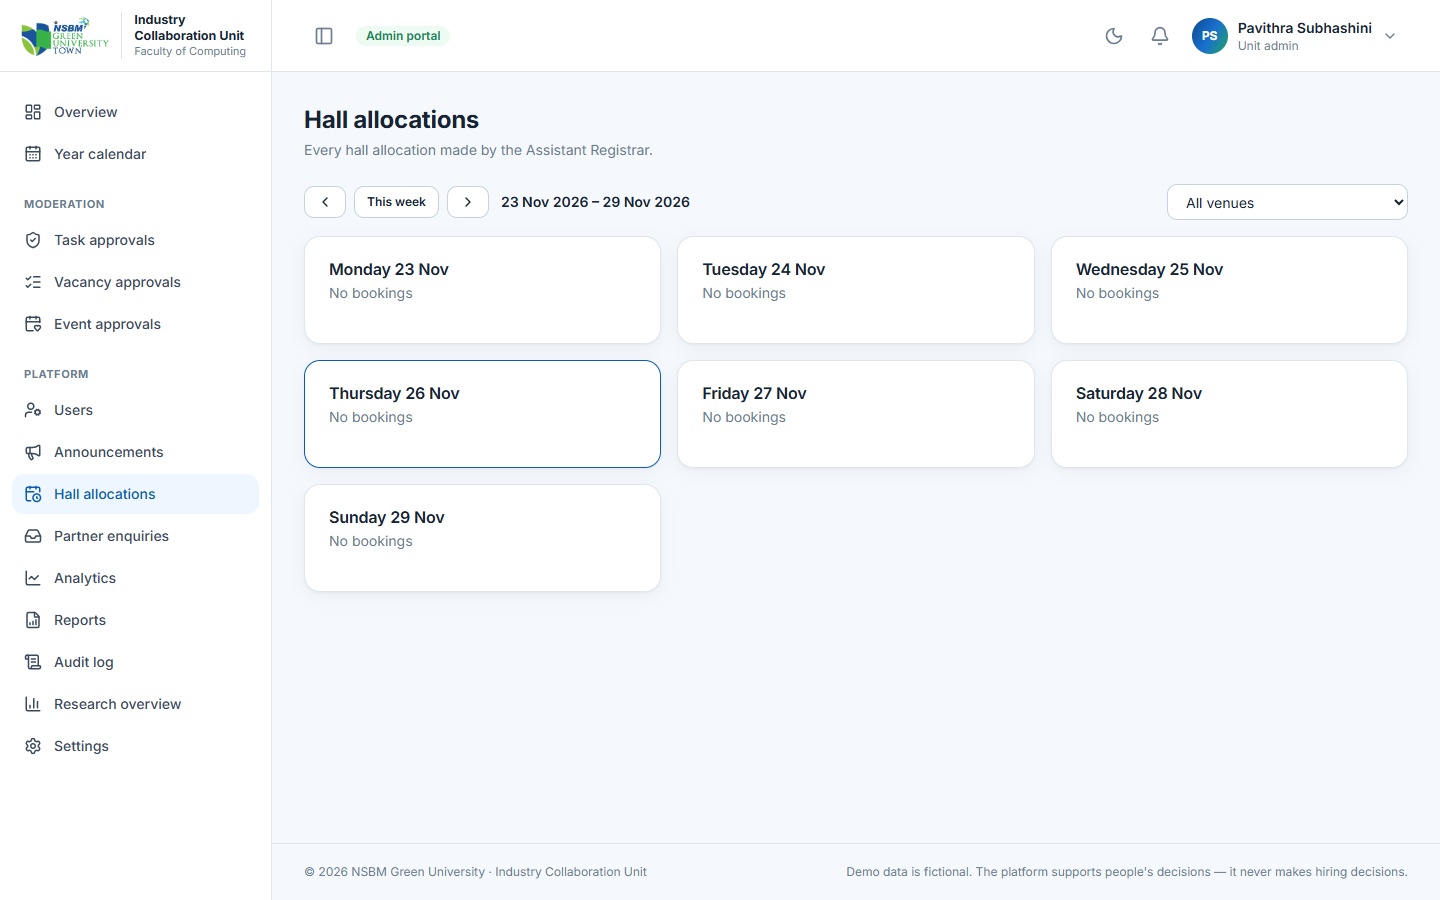 NSBM
GREEN
UNIVERSITY
TOWN
Industry
Collaboration Unit
Faculty of Computing
Admin portal
PS
Pavithra Subhashini
Unit admin
Overview
Year calendar
MODERATION
Task approvals
Vacancy approvals
Event approvals
PLATFORM
Users
Announcements
Hall allocations
Partner enquiries
Analytics
Reports
Audit log
Research overview
Settings
Hall allocations
Every hall allocation made by the Assistant Registrar.
This week
23 Nov 2026 – 29 Nov 2026
All venues
Monday 23 Nov
No bookings
Tuesday 24 Nov
No bookings
Wednesday 25 Nov
No bookings
Thursday 26 Nov
No bookings
Friday 27 Nov
No bookings
Saturday 28 Nov
No bookings
Sunday 29 Nov
No bookings
© 2026 NSBM Green University · Industry Collaboration Unit
Demo data is fictional. The platform supports people's decisions — it never makes hiring decisions.